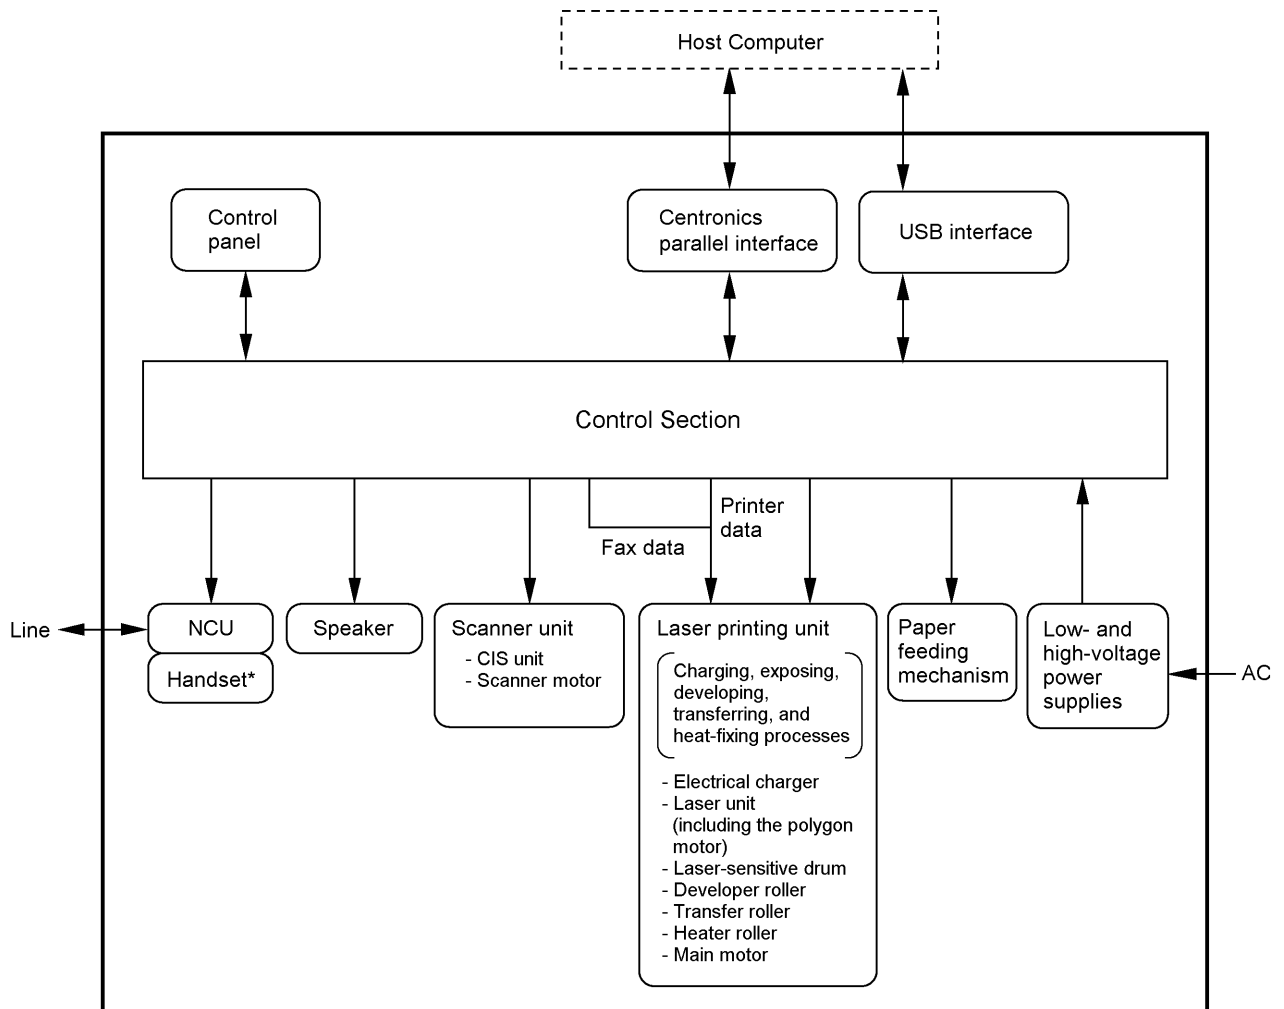 Host Computer
Control
panel
Centronics
parallel interface
USB interface
Control Section
Printer
data
Fax data
Line
NCU
Handset*
Speaker
Scanner unit
- CIS unit
- Scanner motor
Laser printing unit
Charging, exposing,
developing,
transferring, and
heat-fixing processes
- Electrical charger
- Laser unit
(including the polygon
motor)
- Laser-sensitive drum
- Developer roller
- Transfer roller
- Heater roller
- Main motor
Paper
feeding
mechanism
Low- and
high-voltage
power
supplies
AC